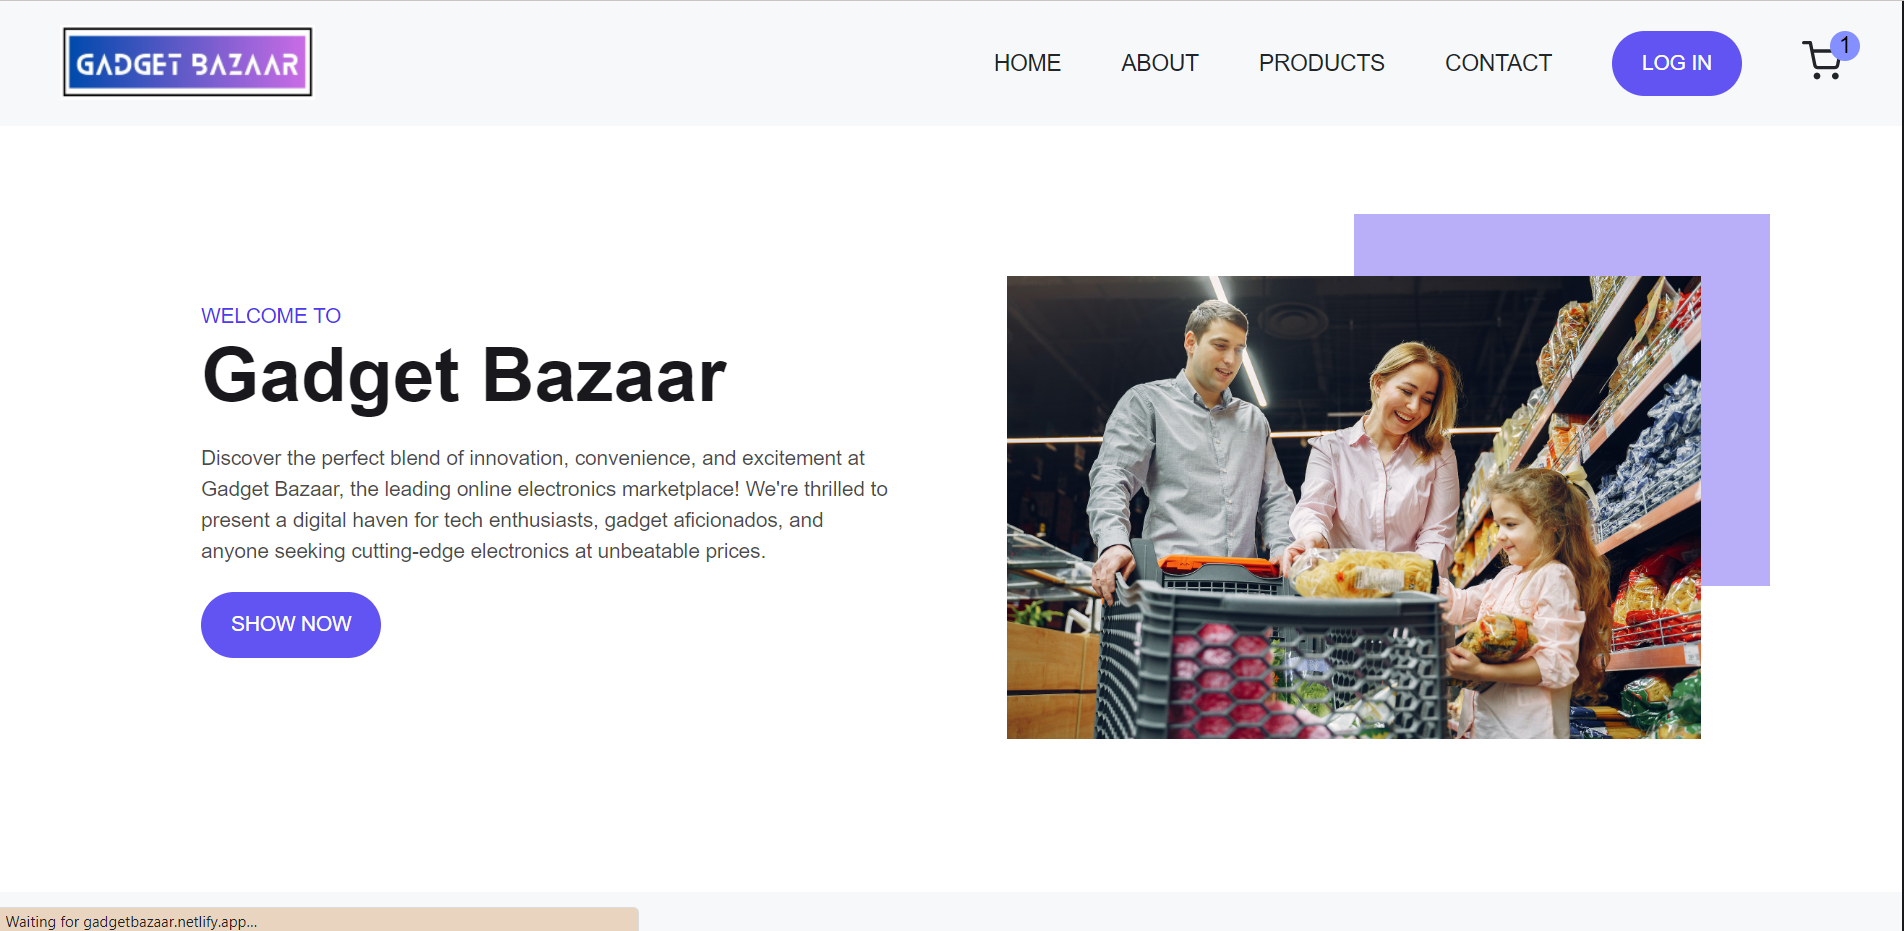 GADGET BAZAAR
HOME ABOUT PRODUCTS CONTACT LOG IN 1
WELCOME TO
Gadget Bazaar
Discover the perfect blend of innovation, convenience, and excitement at
Gadget Bazaar, the leading online electronics marketplace! We're thrilled to
present a digital haven for tech enthusiasts, gadget aficionados, and
anyone seeking cutting-edge electronics at unbeatable prices.
SHOW NOW
Waiting for gadgetbazaar.netlify.app...